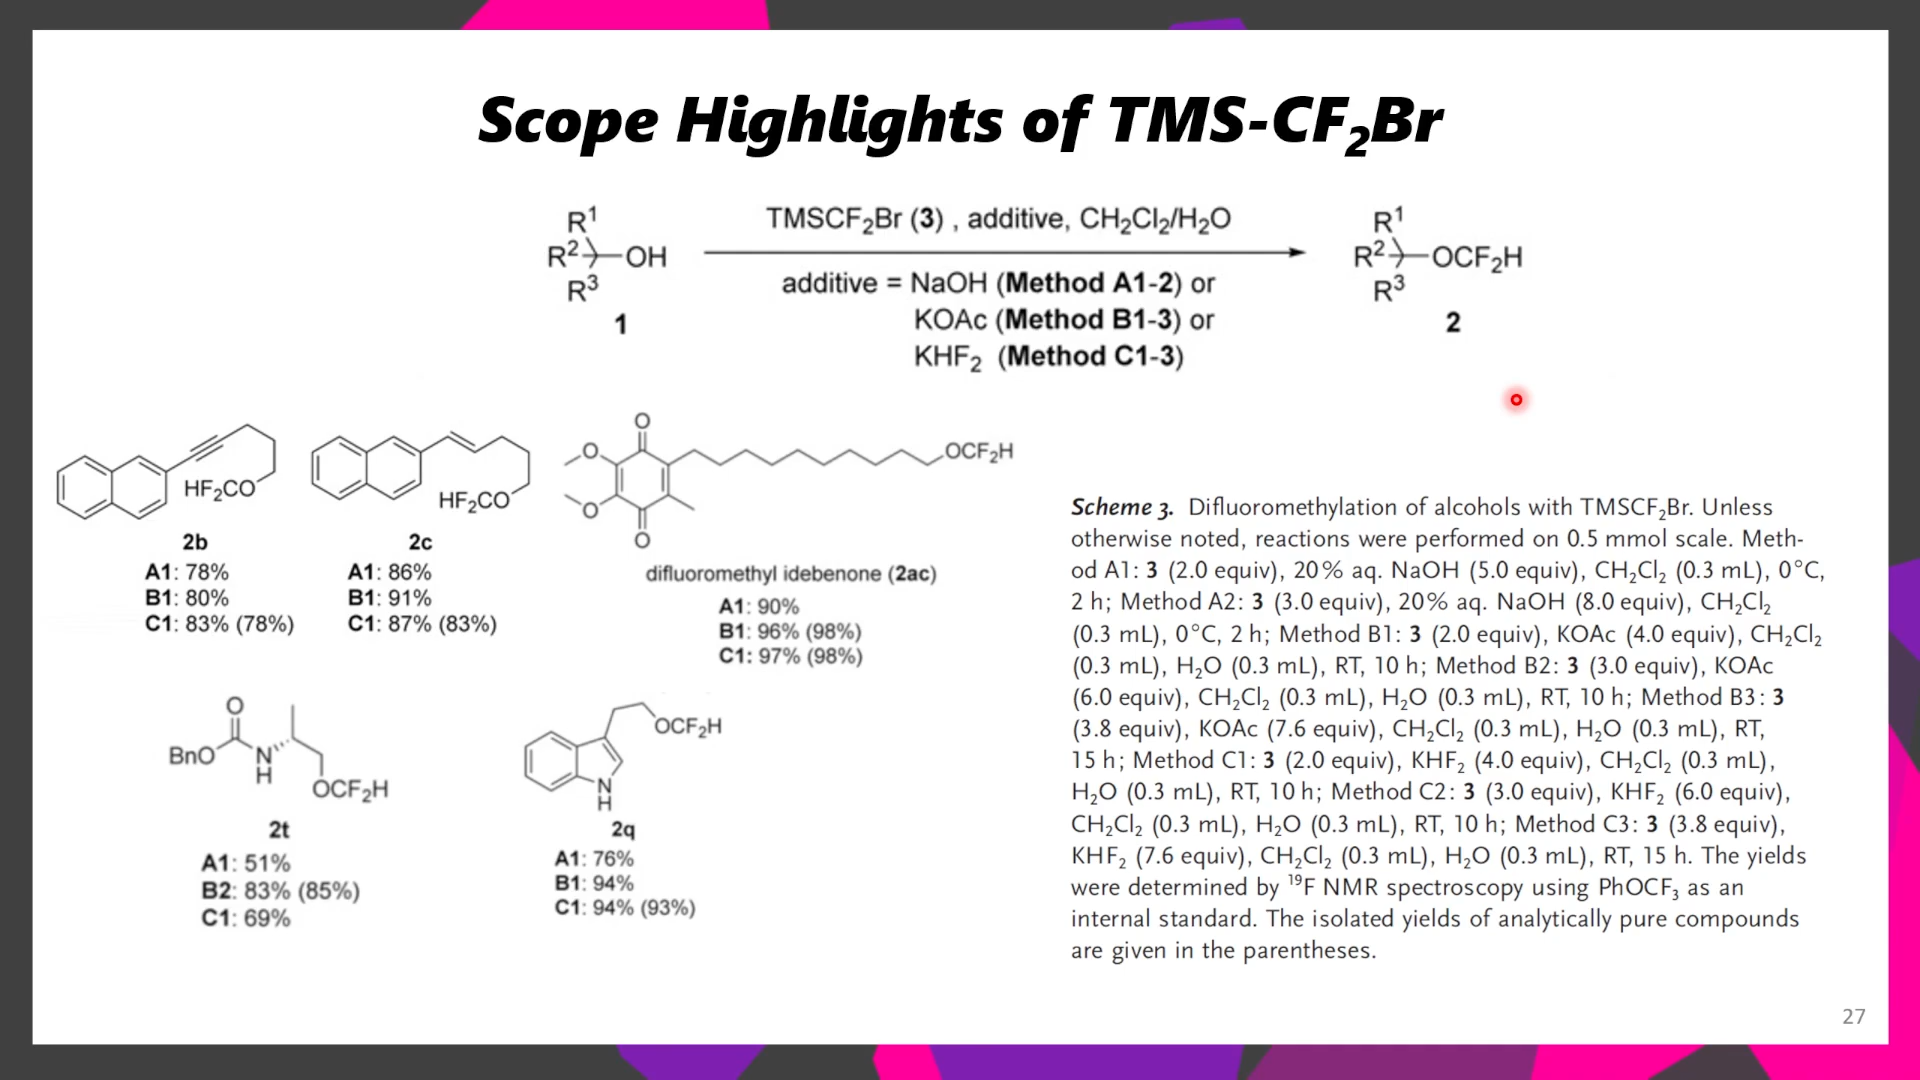 Scope Highlights of TMS-CF₂Br
R¹
R²
OH
R³
1
TMSCF₂Br (3) , additive, CH₂Cl₂/H₂O
additive = NaOH (Method A1-2) or
KOAc (Method B1-3) or
KHF₂ (Method C1-3)
R¹
R²
OCF₂H
R³
2
HF₂CO
2b
A1: 78%
B1: 80%
C1: 83% (78%)
HF₂CO
2c
A1: 86%
B1: 91%
C1: 87% (83%)
O
O
O
O
OCF₂H
difluoromethyl idebenone (2ac)
A1: 90%
B1: 96% (98%)
C1: 97% (98%)
O
BnO
N
H
OCF₂H
2t
A1: 51%
B2: 83% (85%)
C1: 69%
OCF₂H
N
H
2q
A1: 76%
B1: 94%
C1: 94% (93%)
Scheme 3. Difluoromethylation of alcohols with TMSCF₂Br. Unless
otherwise noted, reactions were performed on 0.5 mmol scale. Meth-
od A1: 3 (2.0 equiv), 20% aq. NaOH (5.0 equiv), CH₂Cl₂ (0.3 mL), 0°C,
2 h; Method A2: 3 (3.0 equiv), 20% aq. NaOH (8.0 equiv), CH₂Cl₂
(0.3 mL), 0°C, 2 h; Method B1: 3 (2.0 equiv), KOAc (4.0 equiv), CH₂Cl₂
(0.3 mL), H₂O (0.3 mL), RT, 10 h; Method B2: 3 (3.0 equiv), KOAc
(6.0 equiv), CH₂Cl₂ (0.3 mL), H₂O (0.3 mL), RT, 10 h; Method B3: 3
(3.8 equiv), KOAc (7.6 equiv), CH₂Cl₂ (0.3 mL), H₂O (0.3 mL), RT,
15 h; Method C1: 3 (2.0 equiv), KHF₂ (4.0 equiv), CH₂Cl₂ (0.3 mL),
H₂O (0.3 mL), RT, 10 h; Method C2: 3 (3.0 equiv), KHF₂ (6.0 equiv),
CH₂Cl₂ (0.3 mL), H₂O (0.3 mL), RT, 10 h; Method C3: 3 (3.8 equiv),
KHF₂ (7.6 equiv), CH₂Cl₂ (0.3 mL), H₂O (0.3 mL), RT, 15 h. The yields
were determined by ¹⁹F NMR spectroscopy using PhOCF₃ as an
internal standard. The isolated yields of analytically pure compounds
are given in the parentheses.
27